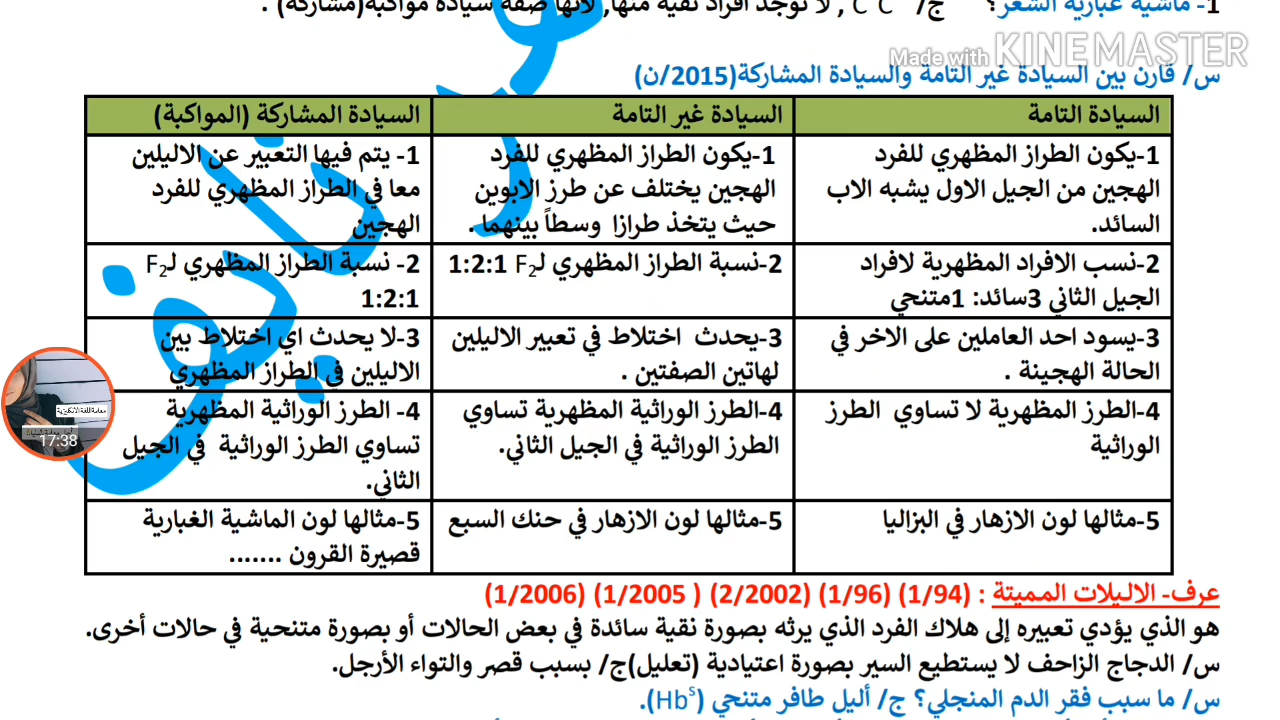 1- ماشية غبارية الشعر؟ ج/ C C , لا توجد أفراد نقية منها, لأنها صفة سيادة مواكبة(مشاركة) .
Made with KINEMASTER
س/ قارن بين السيادة غير التامة والسيادة المشاركة(2015/ن)
السيادة التامة
السيادة غير التامة
السيادة المشاركة (المواكبة)
1-يكون الطراز المظهري للفرد
الهجين من الجيل الاول يشبه الاب
السائد.
1-يكون الطراز المظهري للفرد
الهجين يختلف عن طرز الابوين
حيث يتخذ طرازا وسطاً بينهما .
1- يتم فيها التعبير عن الاليلين
معا في الطراز المظهري للفرد
الهجين
2-نسب الافراد المظهرية لافراد
الجيل الثاني 3سائد: 1متنحي
2-نسبة الطراز المظهري لـF2 1:2:1
2- نسبة الطراز المظهري لـF2
1:2:1
3-يسود احد العاملين على الاخر في
الحالة الهجينة .
3-يحدث اختلاط في تعبير الاليلين
لهاتين الصفتين .
3-لا يحدث اي اختلاط بين
الاليلين في الطراز المظهري
4-الطرز المظهرية لا تساوي الطرز
الوراثية
4-الطرز الوراثية المظهرية تساوي
الطرز الوراثية في الجيل الثاني.
4- الطرز الوراثية المظهرية
تساوي الطرز الوراثية في الجيل
الثاني.
5-مثالها لون الازهار في البزاليا
5-مثالها لون الازهار في حنك السبع
5-مثالها لون الماشية الغبارية
قصيرة القرون .......
17:38
عرف- الاليلات المميتة : (1/94) (1/96) (2/2002) ( 1/2005) (1/2006)
هو الذي يؤدي تعبيره إلى هلاك الفرد الذي يرثه بصورة نقية سائدة في بعض الحالات أو بصورة متنحية في حالات أخرى.
س/ الدجاج الزاحف لا يستطيع السير بصورة اعتيادية (تعليل)ج/ بسبب قصر والتواء الأرجل.
س/ ما سبب فقر الدم المنجلي؟ ج/ أليل طافر متنحي (Hbs).